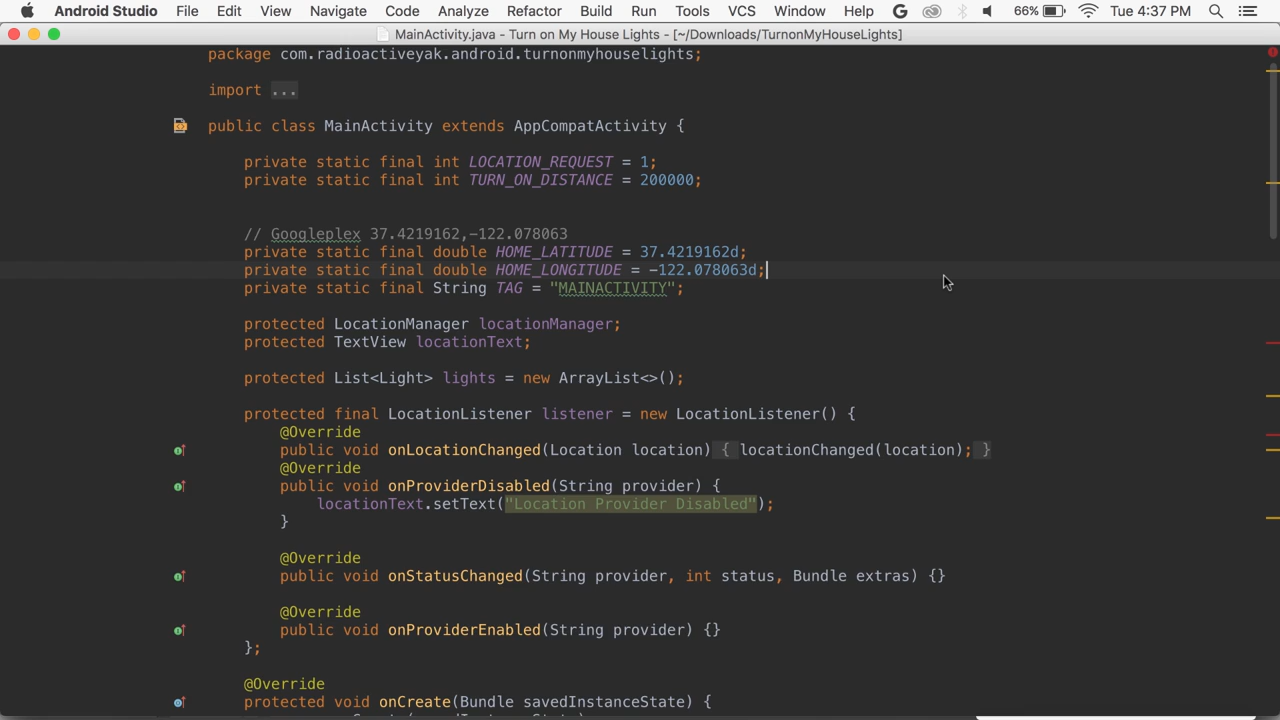 Android Studio File Edit View Navigate Code Analyze Refactor Build Run Tools VCS Window Help 66% Tue 4:37 PM
MainActivity.java - Turn on My House Lights - [~/Downloads/TurnonMyHouseLights]
package com.radioactiveyak.android.turnonmyhouselights;
import ...
public class MainActivity extends AppCompatActivity {
private static final int LOCATION_REQUEST = 1;
private static final int TURN_ON_DISTANCE = 200000;
// Googleplex 37.4219162,-122.078063
private static final double HOME_LATITUDE = 37.4219162d;
private static final double HOME_LONGITUDE = -122.078063d;
private static final String TAG = "MAINACTIVITY";
protected LocationManager locationManager;
protected TextView locationText;
protected List<Light> lights = new ArrayList<>();
protected final LocationListener listener = new LocationListener() {
@Override
public void onLocationChanged(Location location) { locationChanged(location); }
@Override
public void onProviderDisabled(String provider) {
locationText.setText("Location Provider Disabled");
}
@Override
public void onStatusChanged(String provider, int status, Bundle extras) {}
@Override
public void onProviderEnabled(String provider) {}
};
@Override
protected void onCreate(Bundle savedInstanceState) {